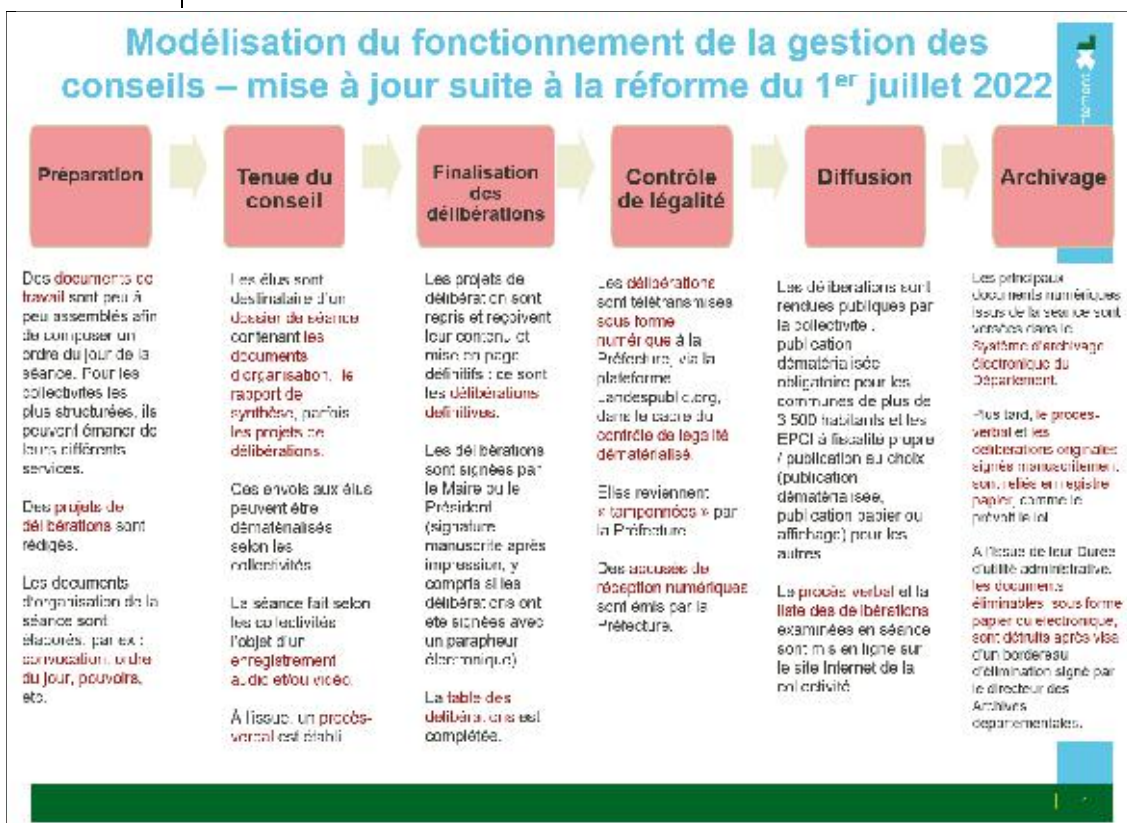 Modélisation du fonctionnement de la gestion des
conseils – mise à jour suite à la réforme du 1er juillet 2022
Préparation
Des documents de
travail sont peu à
peu assemblés afin
de composer un
ordre du jour de la
séance. Pour les
collectivités les
plus structurées, ils
peuvent émaner de
leurs différents
services.
Des projets de
délibérations sont
rédigés.
Les documents
d'organisation de la
séance sont
élaborés, par ex :
convocation, ordre
du jour, pouvoirs,
etc.
Tenue du
conseil
Les élus sont
destinataire d'un
dossier de séance
contenant les
documents
d'organisation, le
rapport de
synthèse, parfois
les projets de
délibérations.
Ces envois aux élus
peuvent être
dématérialisés
selon les
collectivités
La séance fait selon
les collectivités
l'objet d'un
enregistrement
audio et/ou vidéo.
À l'issue, un procès-
verbal est établi
Finalisation
des
délibérations
Les projets de
délibération sont
repris et reçoivent
leur contenu et
mise en page
définitifs : ce sont
les délibérations
définitives.
Les délibérations
sont signées par
le Maire ou le
Président
(signature
manuscrite après
impression, y
compris si les
délibérations ont
été signées avec
un parapheur
électronique)
La table des
délibérations est
complétée.
Contrôle
de légalité
Les délibérations
sont télétransmises
sous forme
numérique à la
Préfecture, via la
plateforme
Landespublic.org,
dans le cadre du
contrôle de légalité
dématérialisé.
Elles reviennent
« tamponnées » par
la Préfecture
Des accusés de
réception numériques
sont émis par la
Préfecture.
Diffusion
Les délibérations sont
rendues publiques par
la collectivité :
publication
dématérialisée
obligatoire pour les
communes de plus de
3 500 habitants et les
EPCI à fiscalité propre
/ publication au choix
(publication
dématérialisée,
publication papier ou
affichage) pour les
autres
Le procès-verbal et la
liste des délibérations
examinées en séance
sont mis en ligne sur
le site Internet de la
collectivité
Archivage
Les principaux
documents numériques
issus de la séance sont
versées dans le
Système d'archivage
électronique du
Département.
Plus tard, le procès-
verbal et les
délibérations originales
signés manuscritement
sont reliés en registre
papier, comme le
prévoit la loi
A l'issue de leur Durée
d'utilité administrative,
les documents
éliminables, sous forme
papier ou électronique,
sont détruits après visa
d'un bordereau
d'élimination signé par
le directeur des
Archives
départementales.